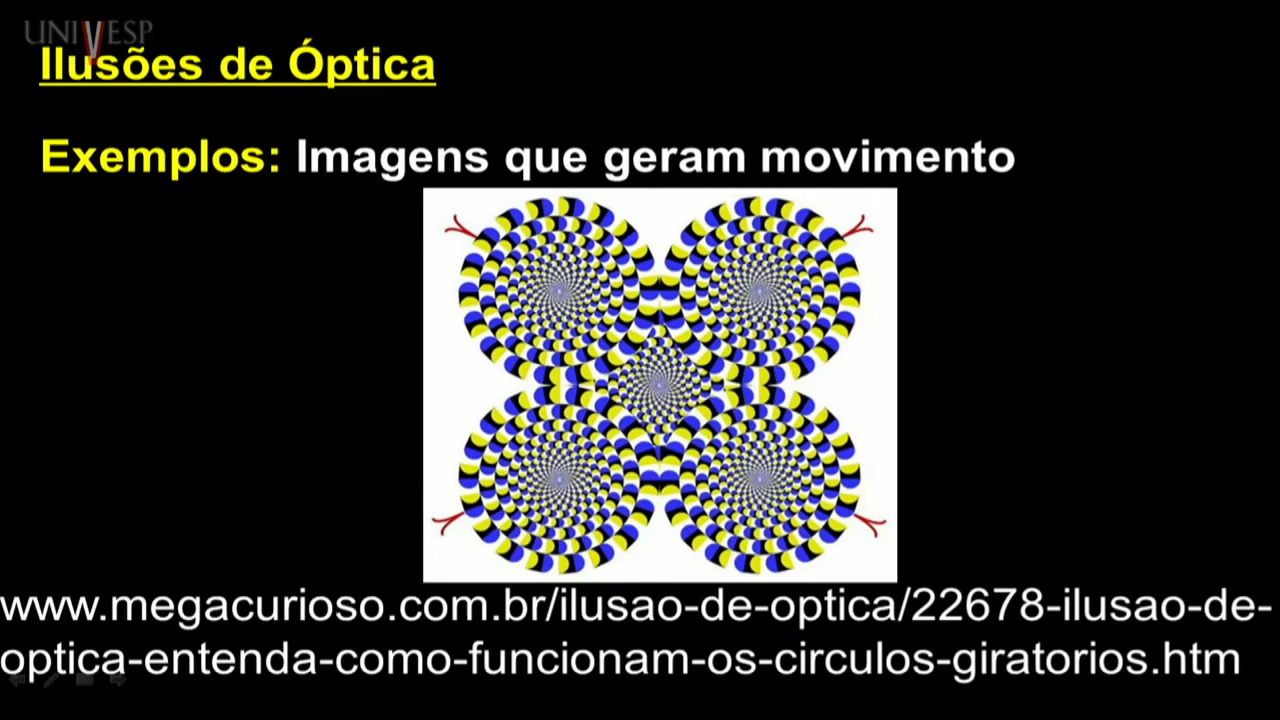 UNIVESP
Ilusões de Óptica
Exemplos: Imagens que geram movimento
www.megacurioso.com.br/ilusao-de-optica/22678-ilusao-de-
optica-entenda-como-funcionam-os-circulos-giratorios.htm